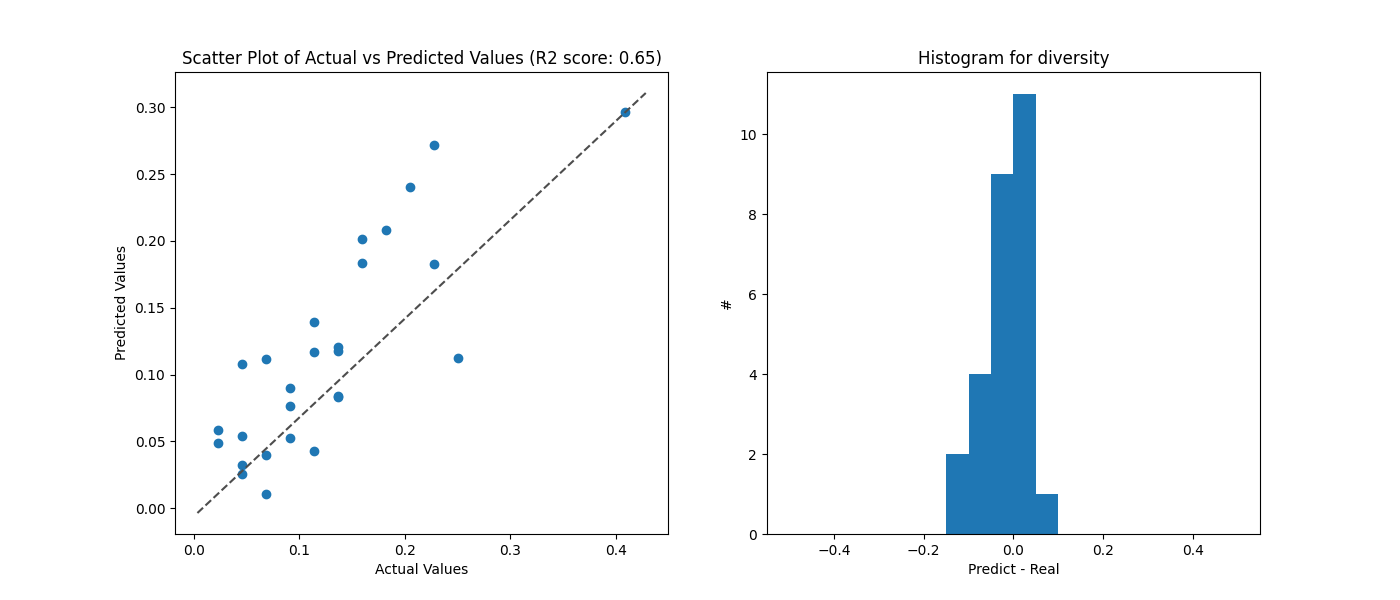 Scatter Plot of Actual vs Predicted Values (R2 score: 0.65)
0.30
0.25
0.20
0.15
0.10
0.05
0.00
Predicted Values
0.0 0.1 0.2 0.3 0.4
Actual Values
Histogram for diversity
10
8
6
4
2
0
#
−0.4 −0.2 0.0 0.2 0.4
Predict - Real